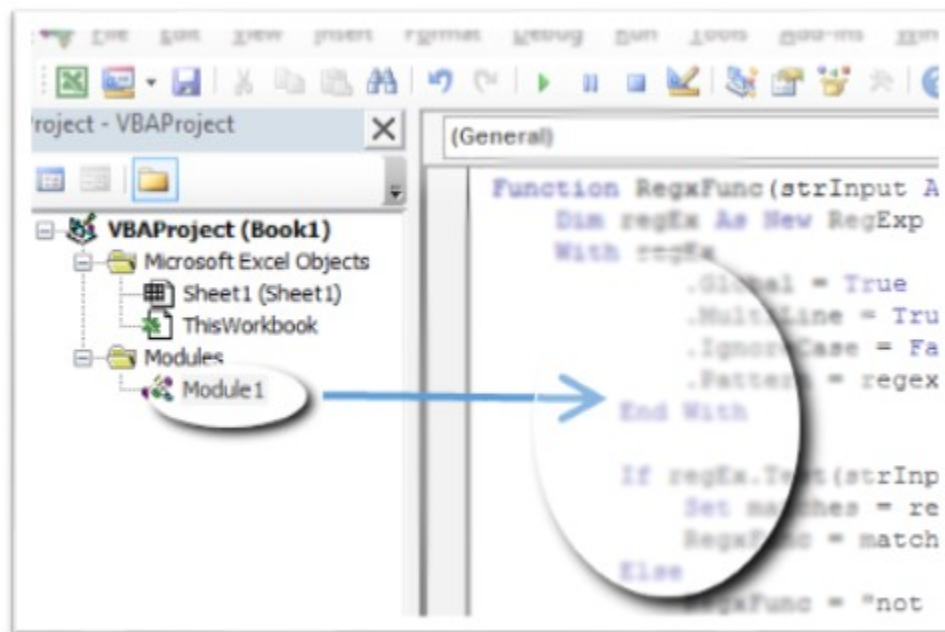 File Edit View Insert Format Debug Run Tools Add-Ins
Project - VBAProject
(General)
VBAProject (Book1)
Microsoft Excel Objects
Sheet1 (Sheet1)
ThisWorkbook
Modules
Module1
Function RegxFunc(strInput A
Dim regEx As New RegExp
With regEx
.Global = True
.MultiLine = Tru
.IgnoreCase = Fa
.Pattern = regex
End With
If regEx.Test(strInp
Set matches = re
RegxFunc = match
Else
RegxFunc = "not